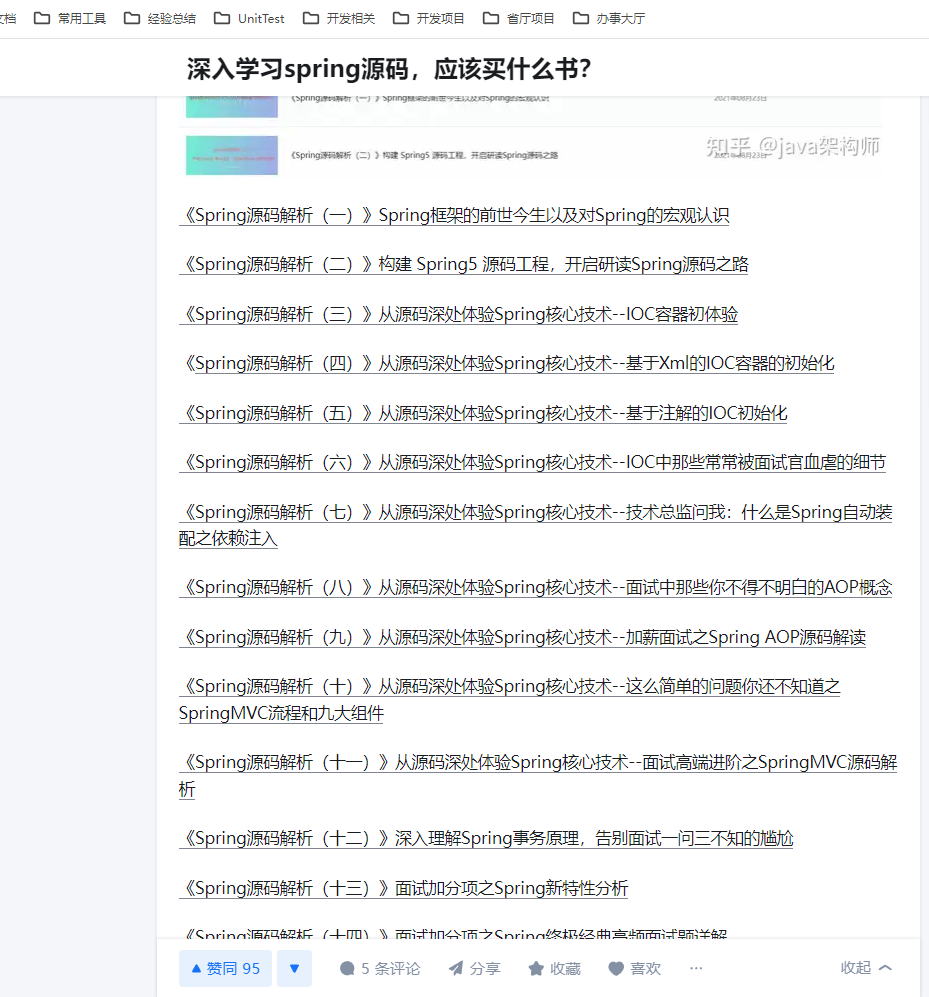 文档 常用工具 经验总结 UnitTest 开发相关 开发项目 省厅项目 办事大厅
深入学习spring源码，应该买什么书？
《Spring源码解析（一）》Spring框架的前世今生以及对Spring的宏观认识 2021年08月23日
《Spring源码解析（二）》构建 Spring5 源码工程，开启研读Spring源码之路
知乎 @java架构师
《Spring源码解析（一）》Spring框架的前世今生以及对Spring的宏观认识
《Spring源码解析（二）》构建 Spring5 源码工程，开启研读Spring源码之路
《Spring源码解析（三）》从源码深处体验Spring核心技术--IOC容器初体验
《Spring源码解析（四）》从源码深处体验Spring核心技术--基于Xml的IOC容器的初始化
《Spring源码解析（五）》从源码深处体验Spring核心技术--基于注解的IOC初始化
《Spring源码解析（六）》从源码深处体验Spring核心技术--IOC中那些常常被面试官血虐的细节
《Spring源码解析（七）》从源码深处体验Spring核心技术--技术总监问我：什么是Spring自动装
配之依赖注入
《Spring源码解析（八）》从源码深处体验Spring核心技术--面试中那些你不得不明白的AOP概念
《Spring源码解析（九）》从源码深处体验Spring核心技术--加薪面试之Spring AOP源码解读
《Spring源码解析（十）》从源码深处体验Spring核心技术--这么简单的问题你还不知道之
SpringMVC流程和九大组件
《Spring源码解析（十一）》从源码深处体验Spring核心技术--面试高端进阶之SpringMVC源码解
析
《Spring源码解析（十二）》深入理解Spring事务原理，告别面试一问三不知的尴尬
《Spring源码解析（十三）》面试加分项之Spring新特性分析
《Spring源码解析（十四）》面试加分项之Spring终极经典高频面试题详解
赞同 95 5 条评论 分享 收藏 喜欢 ··· 收起